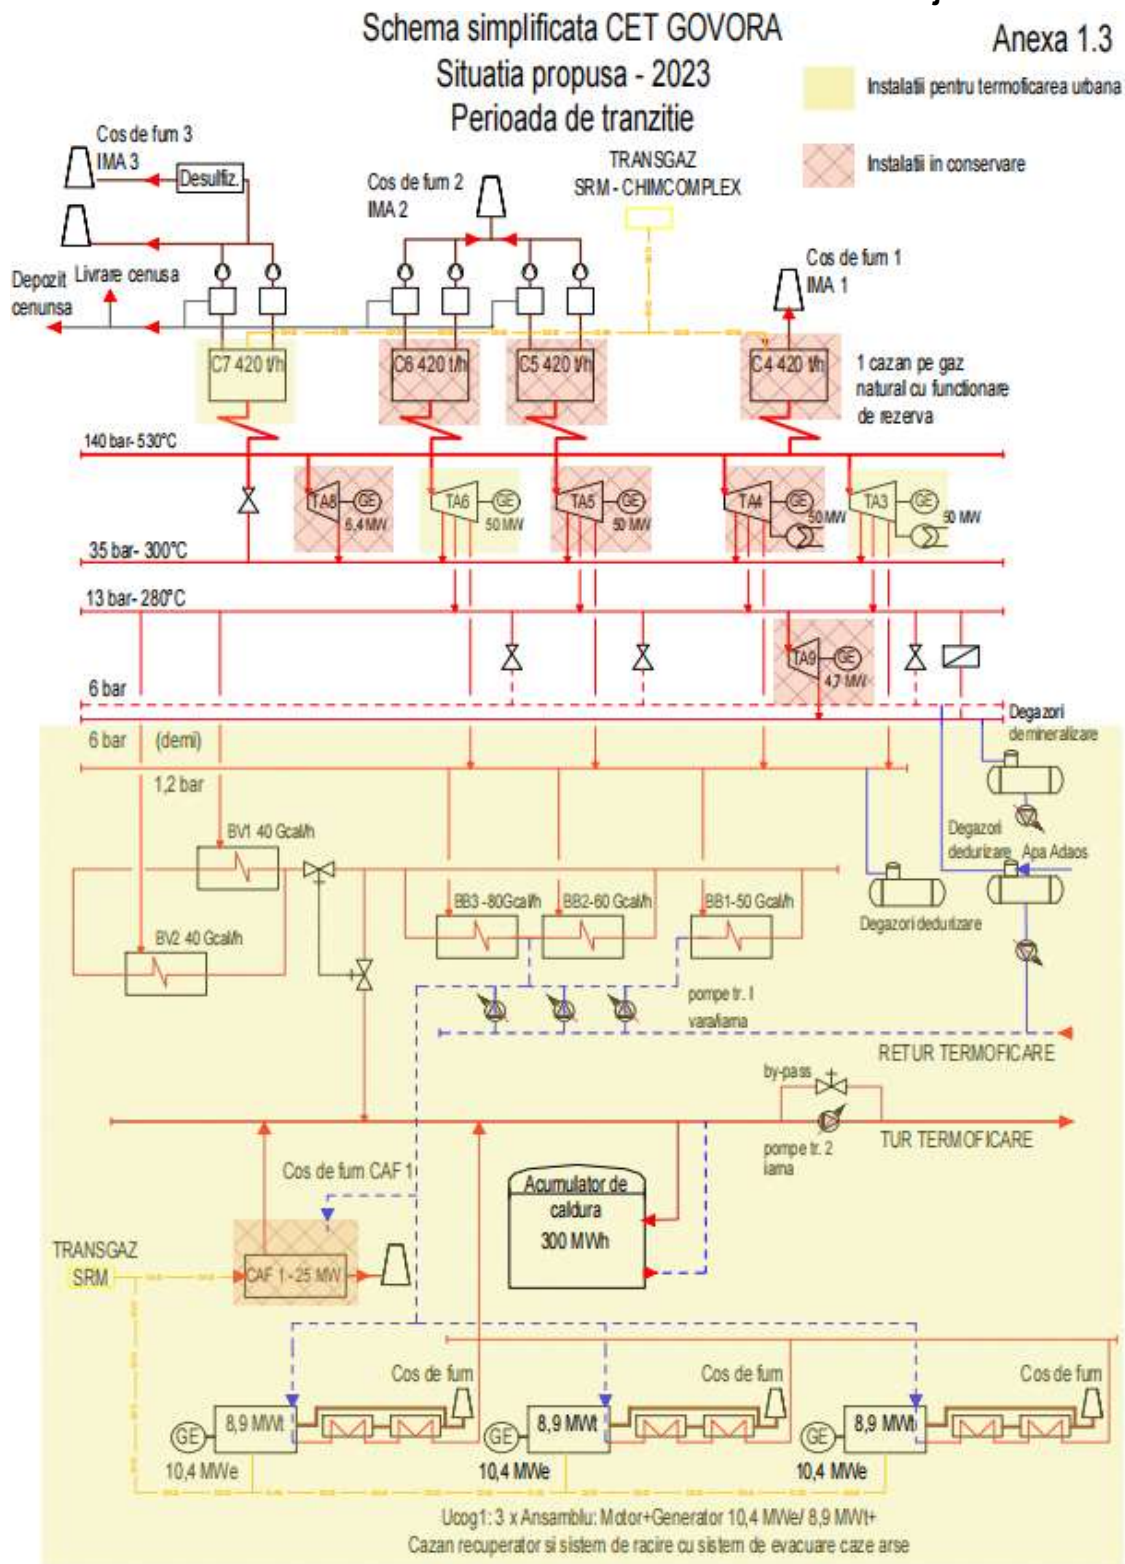 Schema simplificata CET GOVORA
Situatia propusa - 2023
Perioada de tranzitie
Anexa 1.3
Instalatii pentru termoficarea urbana
Instalatii in conservare
Cos de fum 3
IMA 3
Desulfiz.
Cos de fum 2
IMA 2
TRANSGAZ
SRM - CHIMCOMPLEX
Cos de fum 1
IMA 1
Depozit
cenunsa
Livrare cenusa
C7 420 t/h
C6 420 t/h
C5 420 t/h
C4 420 t/h
1 cazan pe gaz
natural cu functionare
de rezerva
140 bar- 530°C
TA8
GE
6,4 MW
TA6
GE
50 MW
TA5
GE
50 MW
TA4
GE
50 MW
TA3
GE
50 MW
35 bar- 300°C
13 bar- 280°C
TA9
GE
4,7 MW
6 bar
6 bar
(demi)
1,2 bar
Degazori
demineralizare
BV1 40 Gcal/h
BV2 40 Gcal/h
BB3 -80Gcal/h
BB2-60 Gcal/h
BB1-50 Gcal/h
Degazori
dedurizare
Apa Adaos
Degazori dedurizare
pompe tr. I
vara/iarna
RETUR TERMOFICARE
by-pass
pompe tr. 2
iarna
TUR TERMOFICARE
Cos de fum CAF 1
Acumulator de
caldura
300 MWh
TRANSGAZ
SRM
CAF 1 - 25 MW
Cos de fum
Cos de fum
Cos de fum
GE
8,9 MWt
10,4 MWe
GE
8,9 MWt
10,4 MWe
GE
8,9 MWt
10,4 MWe
Ucog1: 3 x Ansamblu: Motor+Generator 10,4 MWe/ 8,9 MWt+
Cazan recuperator si sistem de racire cu sistem de evacuare caze arse